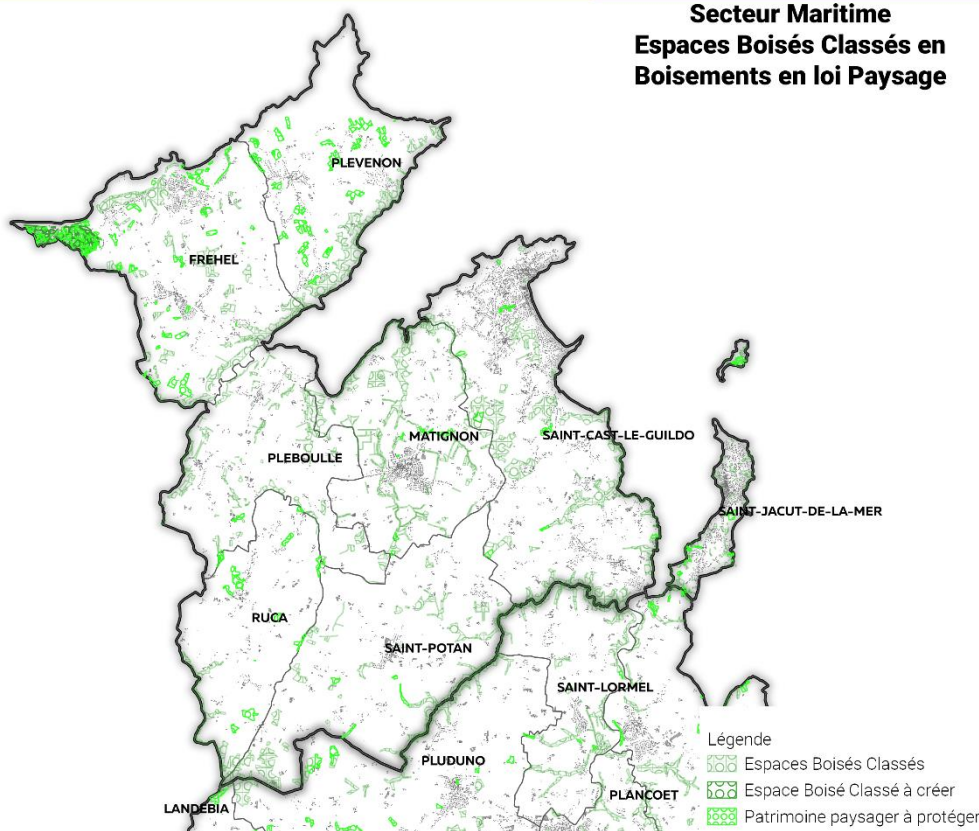 Secteur Maritime
Espaces Boisés Classés en
Boisements en loi Paysage
PLEVENON
FREHEL
MATIGNON
SAINT-CAST-LE-GUILDO
PLEBOULLE
SAINT-JACUT-DE-LA-MER
RUCA
SAINT-POTAN
SAINT-LORMEL
PLUDUNO
PLANCOET
LANDEBIA
Légende
Espaces Boisés Classés
Espace Boisé Classé à créer
Patrimoine paysager à protéger